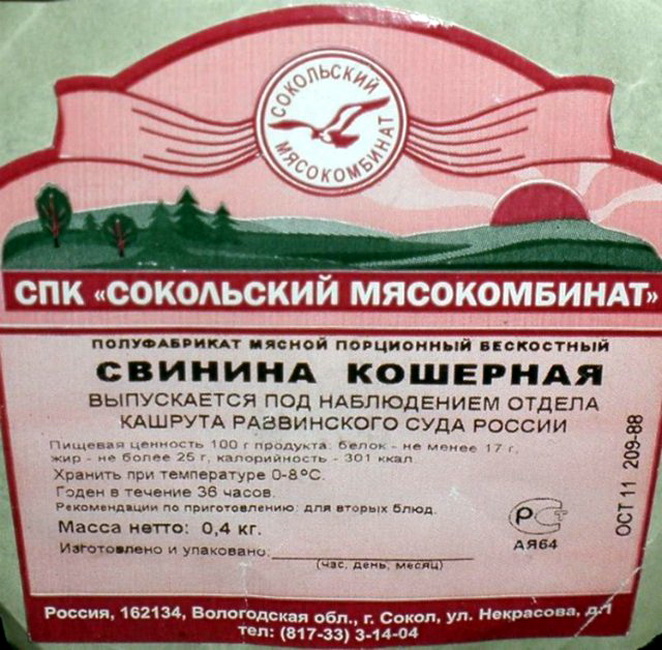 СОКОЛЬСКИЙ
МЯСОКОМБИНАТ
СПК «СОКОЛЬСКИЙ МЯСОКОМБИНАТ»
ПОЛУФАБРИКАТ МЯСНОЙ ПОРЦИОННЫЙ БЕСКОСТНЫЙ
СВИНИНА КОШЕРНАЯ
ВЫПУСКАЕТСЯ ПОД НАБЛЮДЕНИЕМ ОТДЕЛА
КАШРУТА РАВВИНСКОГО СУДА РОССИИ
Пищевая ценность 100 г продукта: белок - не менее 17 г,
жир - не более 25 г, калорийность - 301 ккал.
Хранить при температуре 0-8°С.
Годен в течение 36 часов.
Рекомендации по приготовлению: для вторых блюд.
Масса нетто: 0,4 кг.
Изготовлено и упаковано:
(час, день, месяц)
РСТ
АЯ64
ОСТ 11 209-88
Россия, 162134, Вологодская обл., г. Сокол, ул. Некрасова, д.1
тел: (817-33) 3-14-04